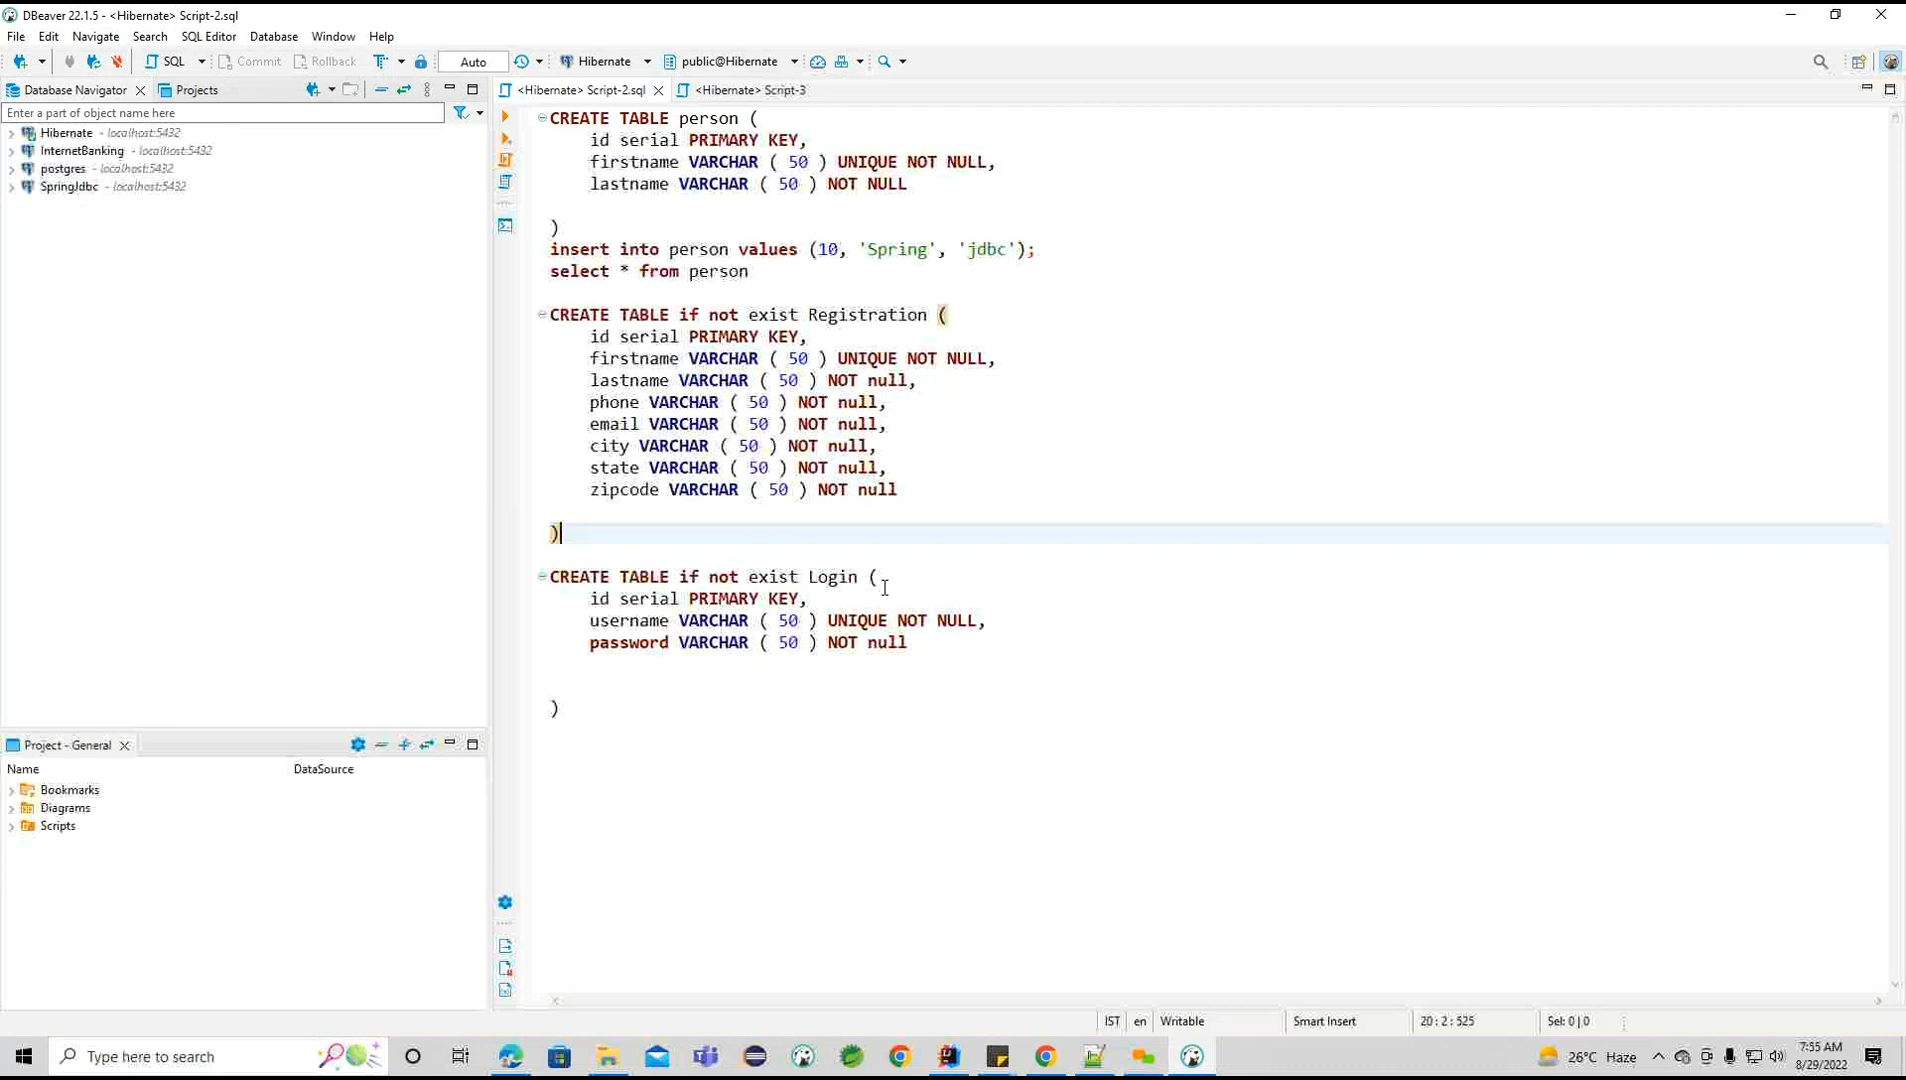 DBeaver 22.1.5 - <Hibernate> Script-2.sql
File Edit Navigate Search SQL Editor Database Window Help
SQL Commit Rollback Auto Hibernate public@Hibernate
Database Navigator Projects
<Hibernate> Script-2.sql <Hibernate> Script-3
Enter a part of object name here
Hibernate - localhost:5432
InternetBanking - localhost:5432
postgres - localhost:5432
SpringJdbc - localhost:5432
CREATE TABLE person (
id serial PRIMARY KEY,
firstname VARCHAR ( 50 ) UNIQUE NOT NULL,
lastname VARCHAR ( 50 ) NOT NULL
)
insert into person values (10, 'Spring', 'jdbc');
select * from person
CREATE TABLE if not exist Registration (
id serial PRIMARY KEY,
firstname VARCHAR ( 50 ) UNIQUE NOT NULL,
lastname VARCHAR ( 50 ) NOT null,
phone VARCHAR ( 50 ) NOT null,
email VARCHAR ( 50 ) NOT null,
city VARCHAR ( 50 ) NOT null,
state VARCHAR ( 50 ) NOT null,
zipcode VARCHAR ( 50 ) NOT null
)
CREATE TABLE if not exist Login (
id serial PRIMARY KEY,
username VARCHAR ( 50 ) UNIQUE NOT NULL,
password VARCHAR ( 50 ) NOT null
)
Project - General
Name DataSource
Bookmarks
Diagrams
Scripts
IST en Writable Smart Insert 20 : 2 : 525 Sel: 0 | 0
Type here to search
26°C Haze
7:55 AM
8/29/2022